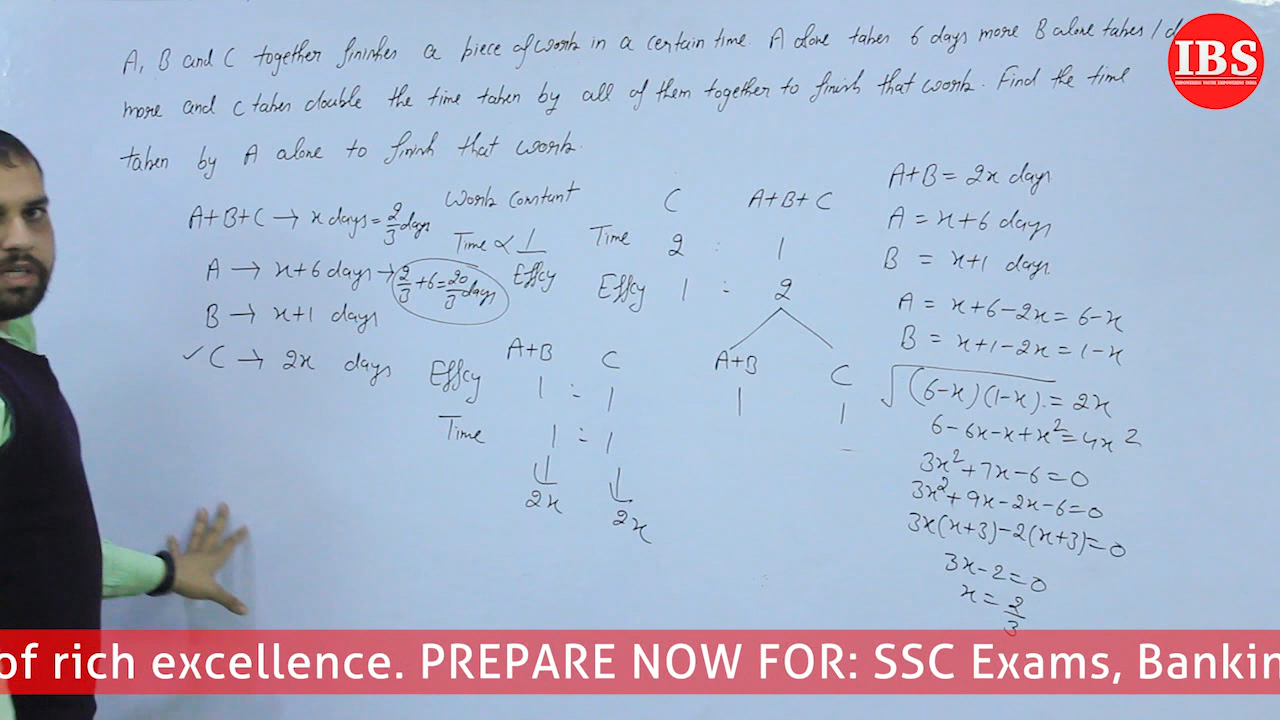 A, B and C together finishes a piece of work in a certain time. A alone takes 6 days more B alone takes 1 d
more and C takes double the time taken by all of them together to finish that work. Find the time
taken by A alone to finish that work.
IBS
A+B+C → x days = 2/3 days
A → x+6 days → 2/3 + 6 = 20/3 days
B → x+1 days
✓ C → 2x days
Work Constant
Time ∝ 1/Effcy
C A+B+C
Time 2 : 1
Effcy 1 : 2
A+B C
1 1
A+B C
Effcy 1 : 1
Time 1 : 1
2x 2x
A+B = 2x days
A = x+6 days
B = x+1 days
A = x+6-2x = 6-x
B = x+1-2x = 1-x
√(6-x)(1-x) = 2x
6-6x-x+x² = 4x²
3x²+7x-6=0
3x²+9x-2x-6=0
3x(x+3)-2(x+3)=0
3x-2=0
x = 2/3
of rich excellence. PREPARE NOW FOR: SSC Exams, Bankin